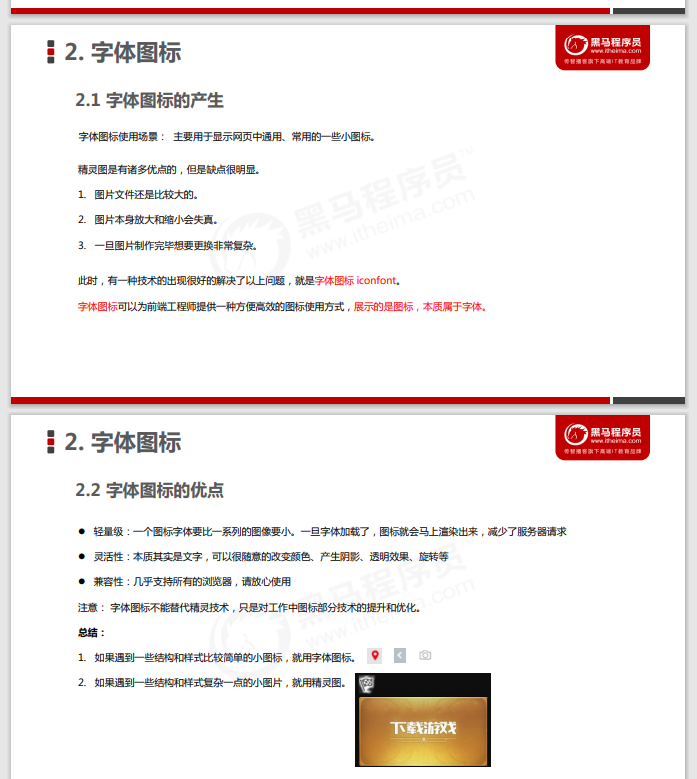 2. 字体图标
黑马程序员
www.itheima.com
传智播客旗下高端IT教育品牌
2.1 字体图标的产生
字体图标使用场景： 主要用于显示网页中通用、常用的一些小图标。
精灵图是有诸多优点的，但是缺点很明显。
1. 图片文件还是比较大的。
2. 图片本身放大和缩小会失真。
3. 一旦图片制作完毕想要更换非常复杂。
黑马程序员™
www.itheima.com
此时，有一种技术的出现很好的解决了以上问题，就是字体图标 iconfont。
字体图标可以为前端工程师提供一种方便高效的图标使用方式，展示的是图标，本质属于字体。
2. 字体图标
黑马程序员
www.itheima.com
传智播客旗下高端IT教育品牌
2.2 字体图标的优点
● 轻量级：一个图标字体要比一系列的图像要小。一旦字体加载了，图标就会马上渲染出来，减少了服务器请求
● 灵活性：本质其实是文字，可以很随意的改变颜色、产生阴影、透明效果、旋转等
● 兼容性：几乎支持所有的浏览器，请放心使用
黑马程序员
www.itheima.com
注意： 字体图标不能替代精灵技术，只是对工作中图标部分技术的提升和优化。
总结：
1. 如果遇到一些结构和样式比较简单的小图标，就用字体图标。
2. 如果遇到一些结构和样式复杂一点的小图片，就用精灵图。
下载游戏